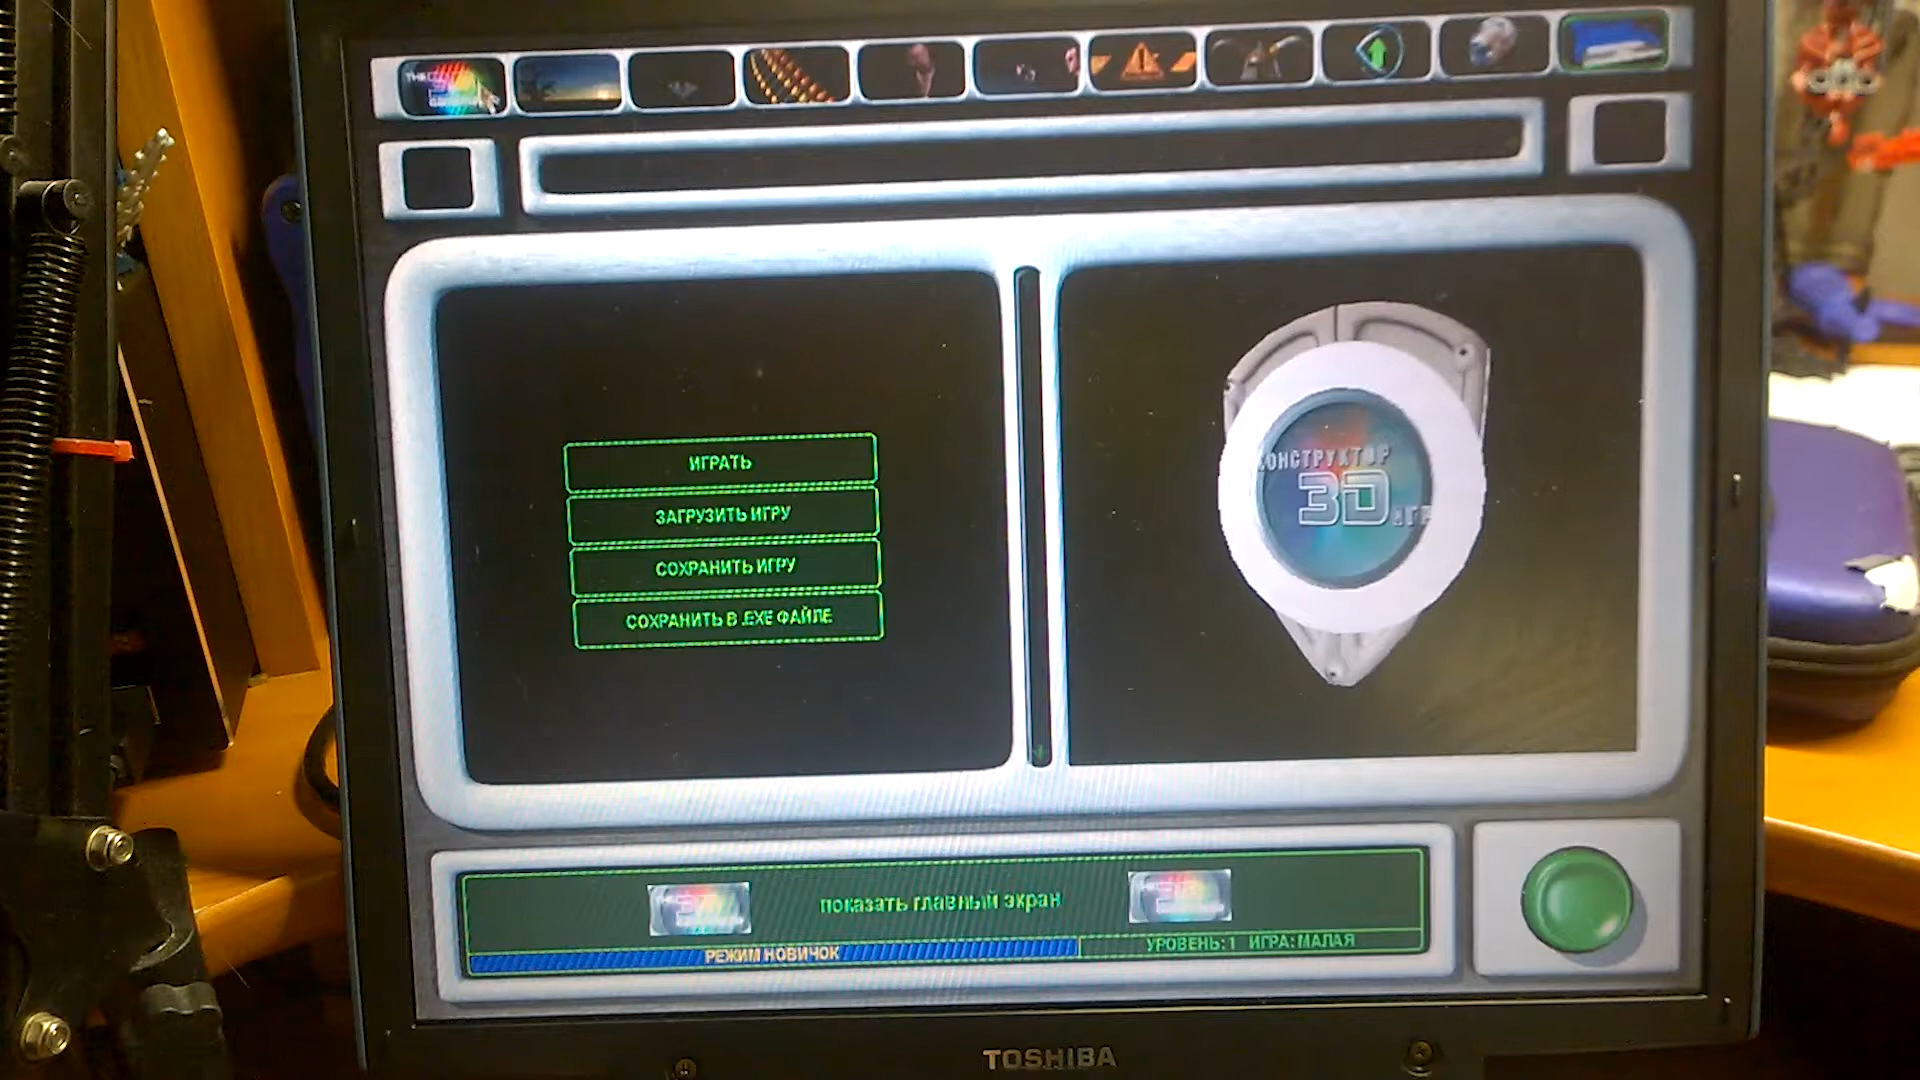 ИГРАТЬ
ЗАГРУЗИТЬ ИГРУ
СОХРАНИТЬ ИГРУ
СОХРАНИТЬ В .EXE ФАЙЛЕ
КОНСТРУКТОР
3D
ИГР
показать главный экран
РЕЖИМ НОВИЧОК
УРОВЕНЬ: 1 ИГРА: МАЛАЯ
TOSHIBA